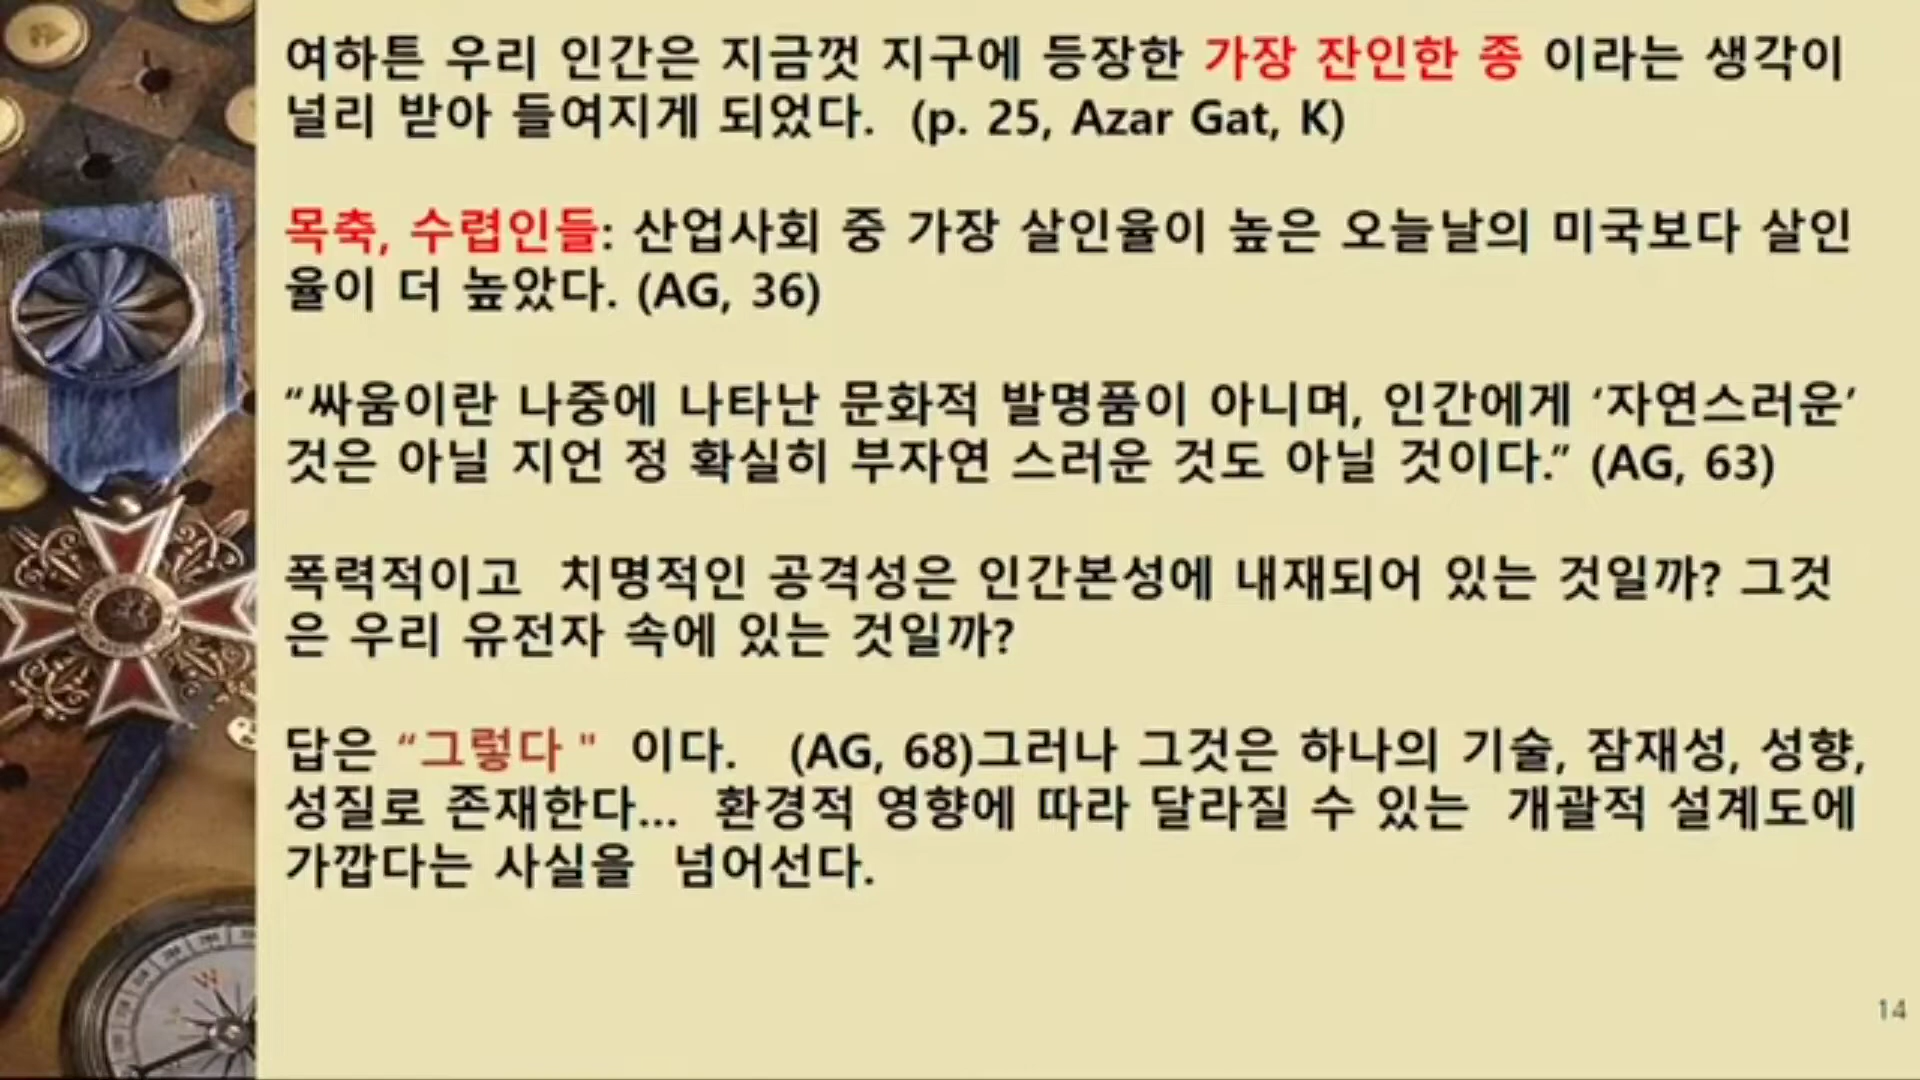 여하튼 우리 인간은 지금껏 지구에 등장한 가장 잔인한 종 이라는 생각이
널리 받아 들여지게 되었다. (p. 25, Azar Gat, K)
목축, 수렵인들: 산업사회 중 가장 살인율이 높은 오늘날의 미국보다 살인
율이 더 높았다. (AG, 36)
“싸움이란 나중에 나타난 문화적 발명품이 아니며, 인간에게 ‘자연스러운’
것은 아닐 지언 정 확실히 부자연 스러운 것도 아닐 것이다.” (AG, 63)
폭력적이고 치명적인 공격성은 인간본성에 내재되어 있는 것일까? 그것
은 우리 유전자 속에 있는 것일까?
답은 “그렇다 " 이다. (AG, 68)그러나 그것은 하나의 기술, 잠재성, 성향,
성질로 존재한다... 환경적 영향에 따라 달라질 수 있는 개괄적 설계도에
가깝다는 사실을 넘어선다.
14